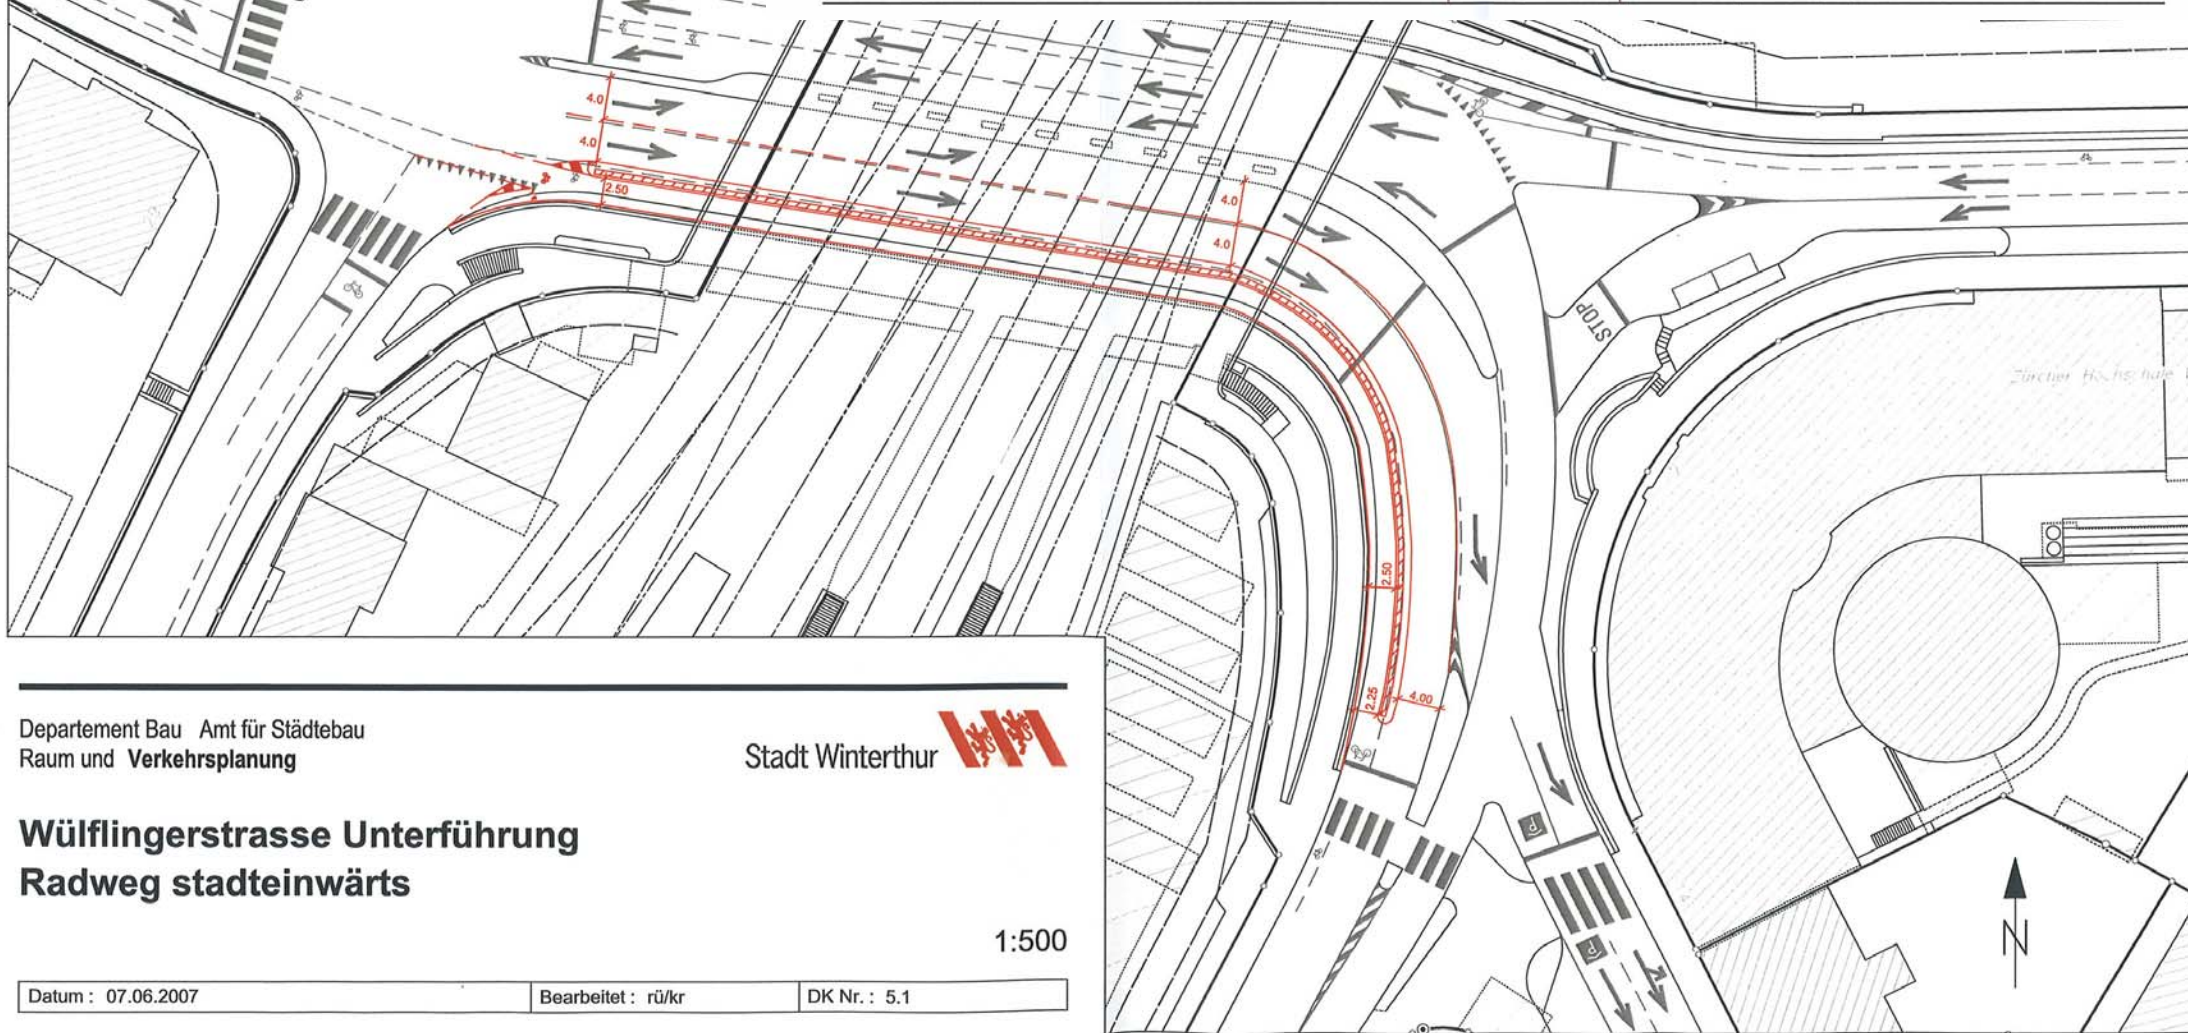 4.0
4.0
2.50
4.0
4.0
STOP
Zürcher Hochschule
2.50
2.25
4.00
Departement Bau Amt für Städtebau
Raum und Verkehrsplanung
Stadt Winterthur
Wülflingerstrasse Unterführung
Radweg stadteinwärts
1:500
Datum : 07.06.2007
Bearbeitet : rü/kr
DK Nr. : 5.1
N